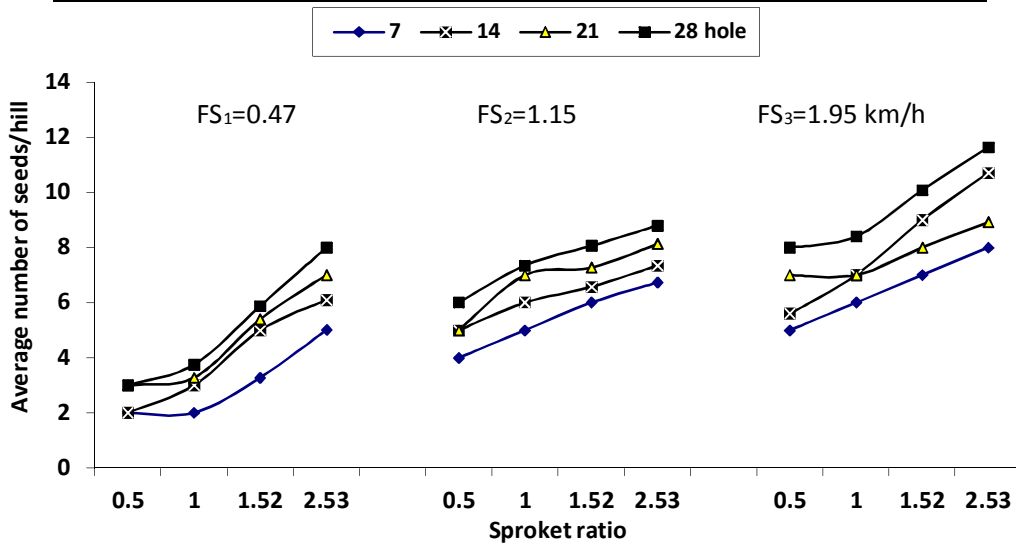 7 14 21 28 hole
14
12
10
8
6
4
2
0
Average number of seeds/hill
FS₁=0.47 FS₂=1.15 FS₃=1.95 km/h
0.5 1 1.52 2.53 0.5 1 1.52 2.53 0.5 1 1.52 2.53
Sproket ratio